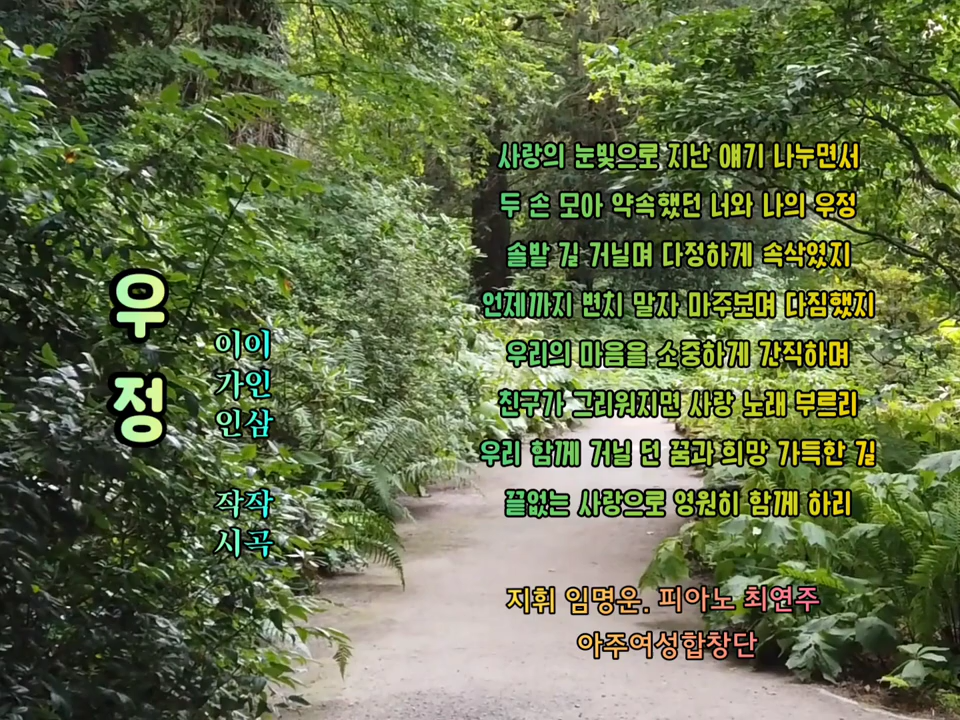 우정
이가인 작시
이인삼 작곡
사랑의 눈빛으로 지난 얘기 나누면서
두 손 모아 약속했던 너와 나의 우정
솔밭 길 거닐며 다정하게 속삭였지
언제까지 변치 말자 마주보며 다짐했지
우리의 마음을 소중하게 간직하며
친구가 그리워지면 사랑 노래 부르리
우리 함께 거닐 던 꿈과 희망 가득한 길
끝없는 사랑으로 영원히 함께 하리
지휘 임명운. 피아노 최연주
아주여성합창단